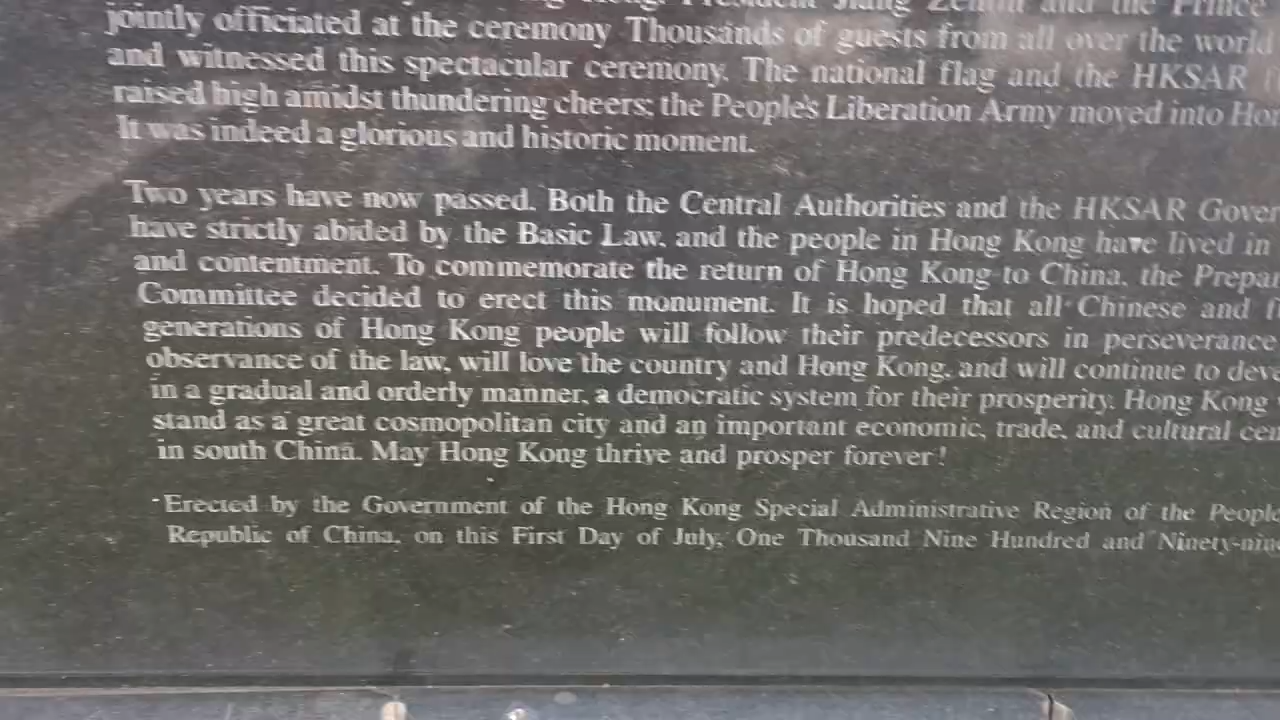 jointly officiated at the ceremony Thousands of guests from all over the world
and witnessed this spectacular ceremony. The national flag and the HKSAR
raised high amidst thundering cheers; the People's Liberation Army moved into
It was indeed a glorious and historic moment.
Two years have now passed. Both the Central Authorities and the HKSAR
have strictly abided by the Basic Law, and the people in Hong Kong have lived in
and contentment. To commemorate the return of Hong Kong to China, the
Committee decided to erect this monument. It is hoped that all Chinese and
generations of Hong Kong people will follow their predecessors in perseverance
observance of the law, will love the country and Hong Kong, and will continue to
in a gradual and orderly manner, a democratic system for their prosperity. Hong Kong
stand as a great cosmopolitan city and an important economic, trade, and cultural
in south China. May Hong Kong thrive and prosper forever!
Erected by the Government of the Hong Kong Special Administrative Region of the
Republic of China, on this First Day of July, One Thousand Nine Hundred and